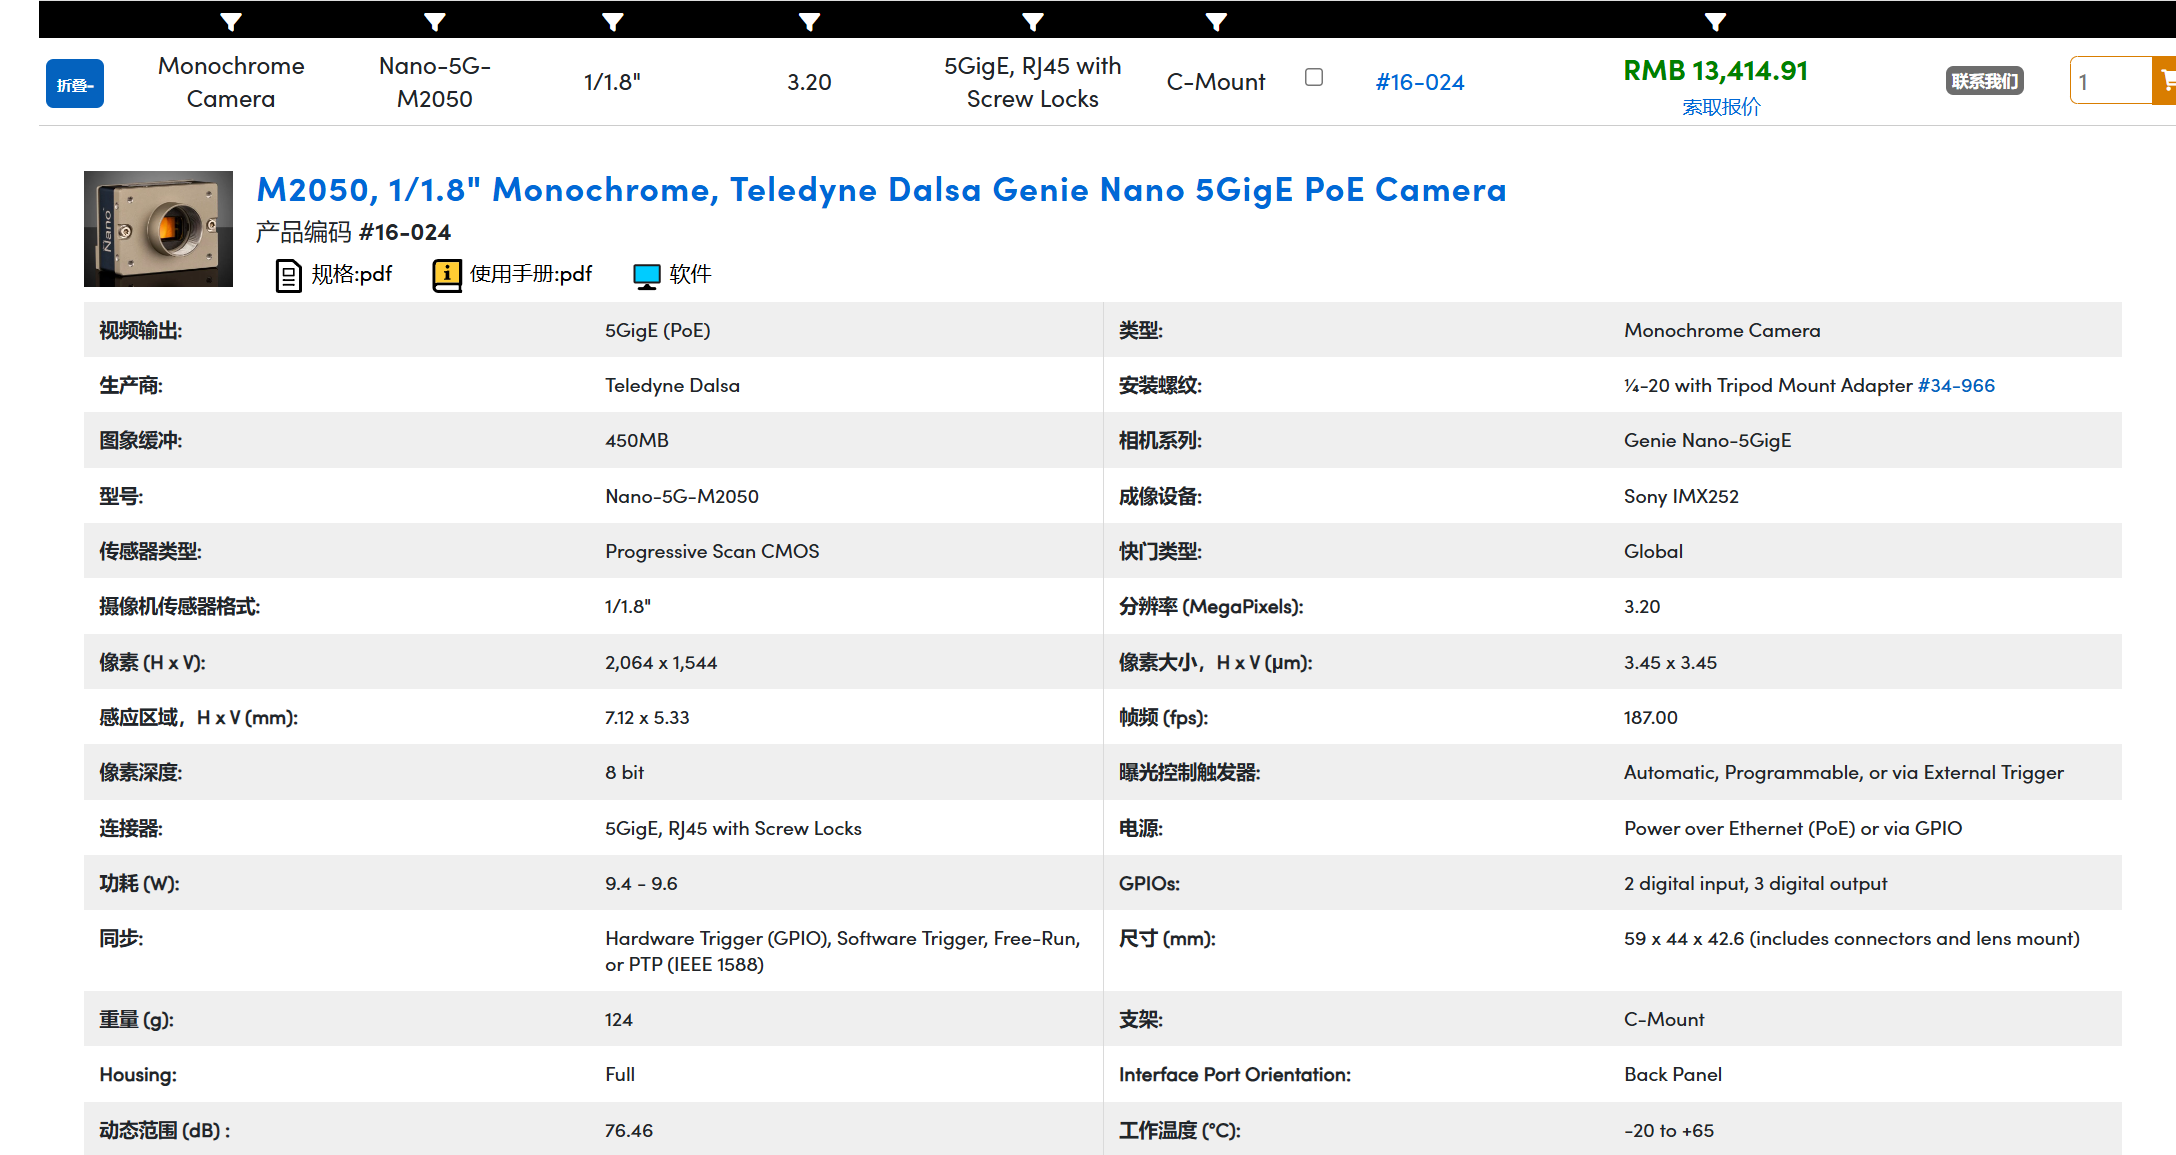 折叠-
Monochrome
Camera
Nano-5G-
M2050
1/1.8"
3.20
5GigE, RJ45 with
Screw Locks
C-Mount
#16-024
RMB 13,414.91
索取报价
联系我们
1
Nano
M2050, 1/1.8" Monochrome, Teledyne Dalsa Genie Nano 5GigE PoE Camera
产品编码 #16-024
规格:pdf 使用手册:pdf 软件
视频输出: 5GigE (PoE) 类型: Monochrome Camera
生产商: Teledyne Dalsa 安装螺纹: ¼-20 with Tripod Mount Adapter #34-966
图象缓冲: 450MB 相机系列: Genie Nano-5GigE
型号: Nano-5G-M2050 成像设备: Sony IMX252
传感器类型: Progressive Scan CMOS 快门类型: Global
摄像机传感器格式: 1/1.8" 分辨率 (MegaPixels): 3.20
像素 (H x V): 2,064 x 1,544 像素大小，H x V (μm): 3.45 x 3.45
感应区域，H x V (mm): 7.12 x 5.33 帧频 (fps): 187.00
像素深度: 8 bit 曝光控制触发器: Automatic, Programmable, or via External Trigger
连接器: 5GigE, RJ45 with Screw Locks 电源: Power over Ethernet (PoE) or via GPIO
功耗 (W): 9.4 - 9.6 GPIOs: 2 digital input, 3 digital output
同步: Hardware Trigger (GPIO), Software Trigger, Free-Run, 尺寸 (mm): 59 x 44 x 42.6 (includes connectors and lens mount)
or PTP (IEEE 1588)
重量 (g): 124 支架: C-Mount
Housing: Full Interface Port Orientation: Back Panel
动态范围 (dB) : 76.46 工作温度 (°C): -20 to +65